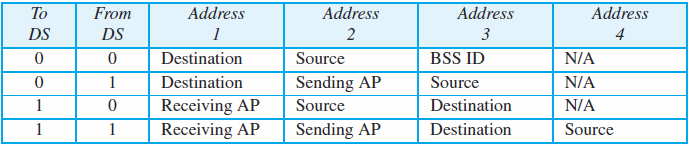 To DS From DS Address 1 Address 2 Address 3 Address 4
0 0 Destination Source BSS ID N/A
0 1 Destination Sending AP Source N/A
1 0 Receiving AP Source Destination N/A
1 1 Receiving AP Sending AP Destination Source